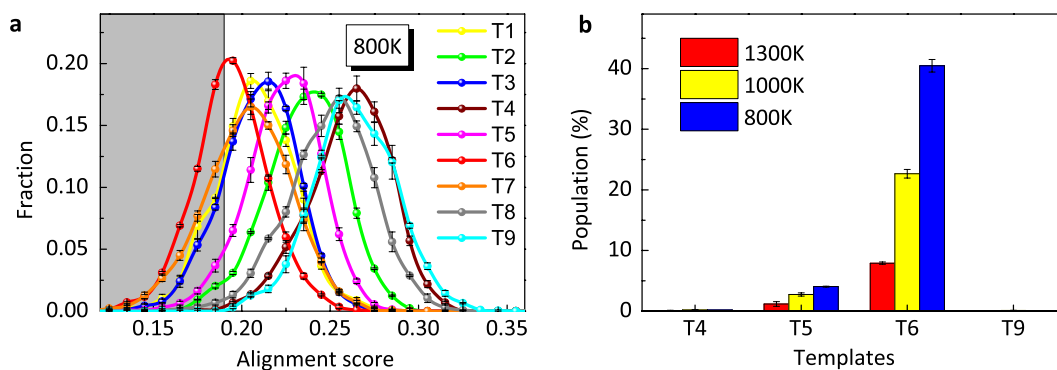 a
800K
T1
T2
T3
T4
T5
T6
T7
T8
T9
Fraction
0.20
0.15
0.10
0.05
0.00
0.15 0.20 0.25 0.30 0.35
Alignment score
b
1300K
1000K
800K
Population (%)
40
20
0
T4 T5 T6 T9
Templates